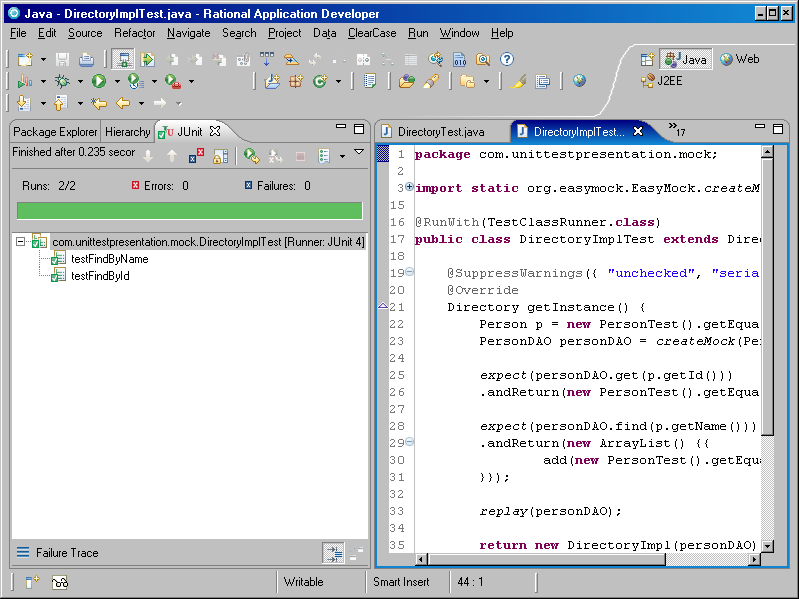 Java - DirectoryImplTest.java - Rational Application Developer
File Edit Source Refactor Navigate Search Project Data ClearCase Run Window Help
Java Web
J2EE
Package Explorer Hierarchy JUnit
Finished after 0.235 secor
Runs: 2/2 Errors: 0 Failures: 0
com.unittestpresentation.mock.DirectoryImplTest [Runner: JUnit 4]
testFindByName
testFindById
Failure Trace
DirectoryTest.java DirectoryImplTest... 17
1 package com.unittestpresentation.mock;
2
3 import static org.easymock.EasyMock.createM
15
16 @RunWith(TestClassRunner.class)
17 public class DirectoryImplTest extends Dire
18
19 @SuppressWarnings({ "unchecked", "seria
20 @Override
21 Directory getInstance() {
22 Person p = new PersonTest().getEqua
23 PersonDAO personDAO = createMock(Pe
24
25 expect(personDAO.get(p.getId()))
26 .andReturn(new PersonTest().getEqua
27
28 expect(personDAO.find(p.getName()))
29 .andReturn(new ArrayList() {{
30 add(new PersonTest().getEqua
31 }});
32
33 replay(personDAO);
34
35 return new DirectoryImpl(personDAO)
Writable Smart Insert 44 : 1